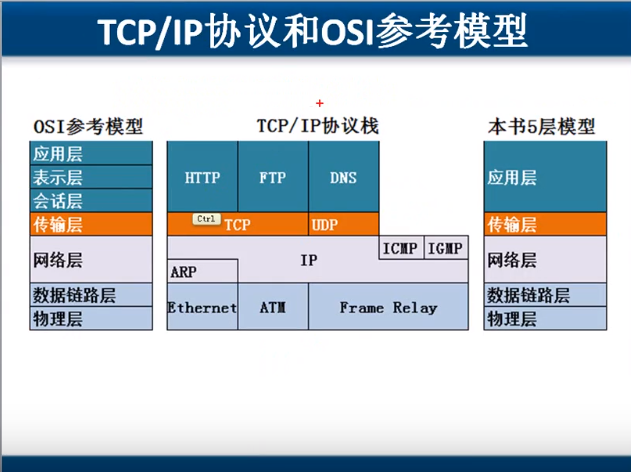 TCP/IP协议和OSI参考模型
OSI参考模型
应用层
表示层
会话层
传输层
网络层
数据链路层
物理层
TCP/IP协议栈
HTTP FTP DNS
Ctrl TCP UDP
ICMP IGMP
IP
ARP
Ethernet ATM Frame Relay
本书5层模型
应用层
传输层
网络层
数据链路层
物理层